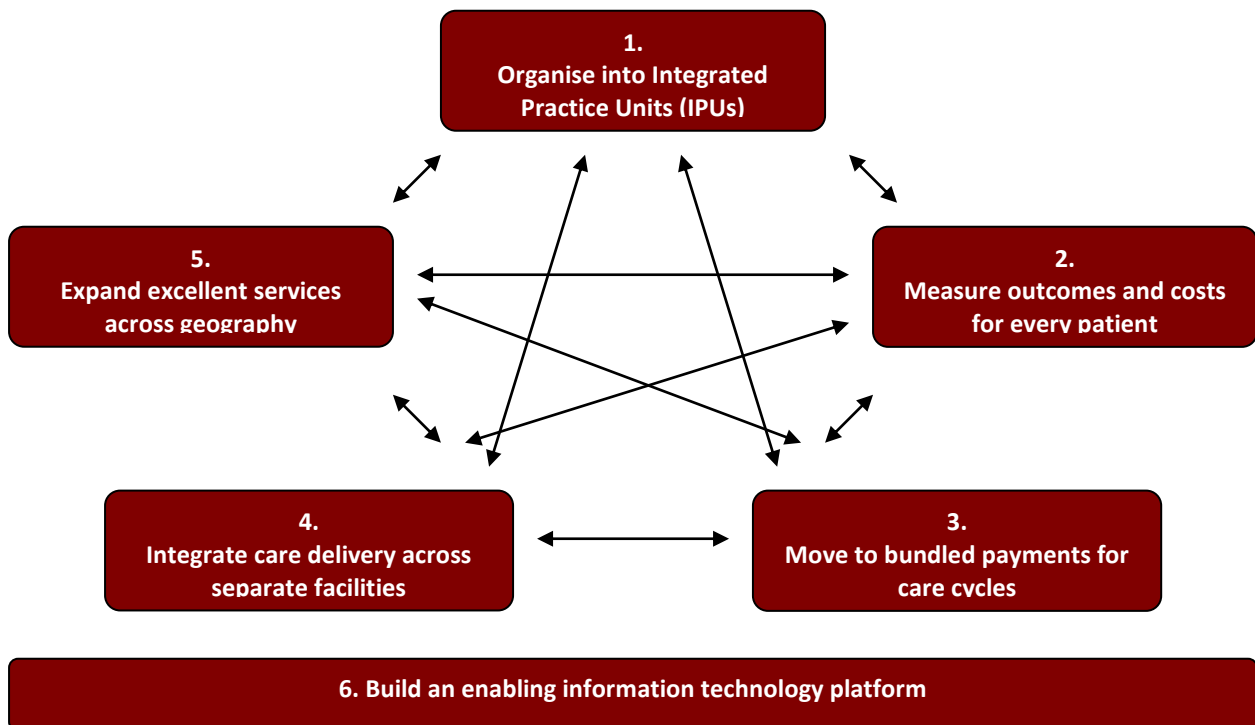 1.
Organise into Integrated
Practice Units (IPUs)
5.
Expand excellent services
across geography
2.
Measure outcomes and costs
for every patient
4.
Integrate care delivery across
separate facilities
3.
Move to bundled payments for
care cycles
6. Build an enabling information technology platform